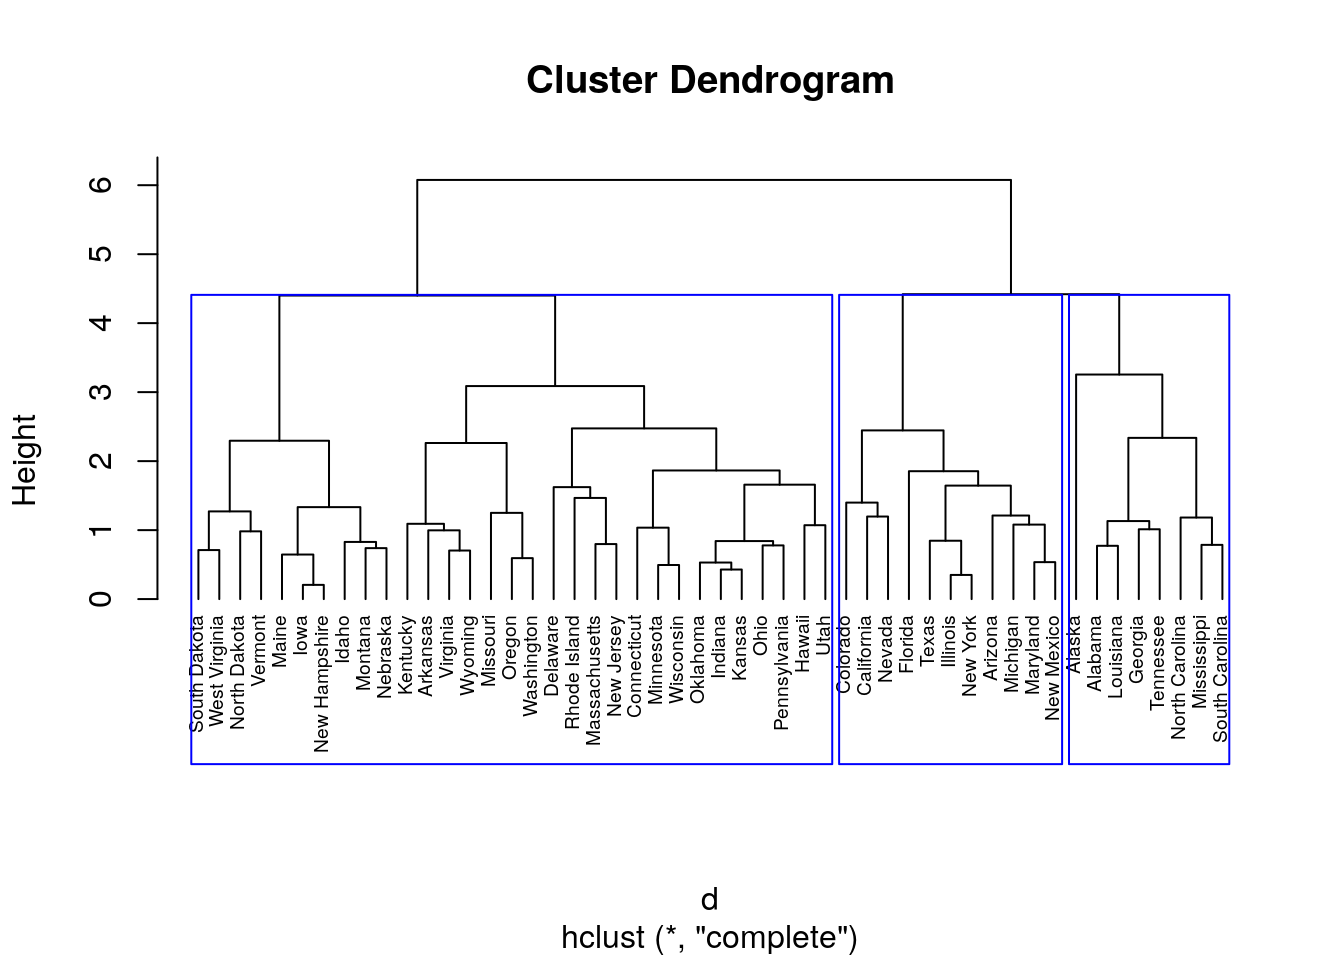 Cluster Dendrogram
Height
6
5
4
3
2
1
0
South Dakota
West Virginia
North Dakota
Vermont
Maine
Iowa
New Hampshire
Idaho
Montana
Nebraska
Kentucky
Arkansas
Virginia
Wyoming
Missouri
Oregon
Washington
Delaware
Rhode Island
Massachusetts
New Jersey
Connecticut
Minnesota
Wisconsin
Oklahoma
Indiana
Kansas
Ohio
Pennsylvania
Hawaii
Utah
Colorado
California
Nevada
Florida
Texas
Illinois
New York
Arizona
Michigan
Maryland
New Mexico
Alaska
Alabama
Louisiana
Georgia
Tennessee
North Carolina
Mississippi
South Carolina
d
hclust (*, "complete")